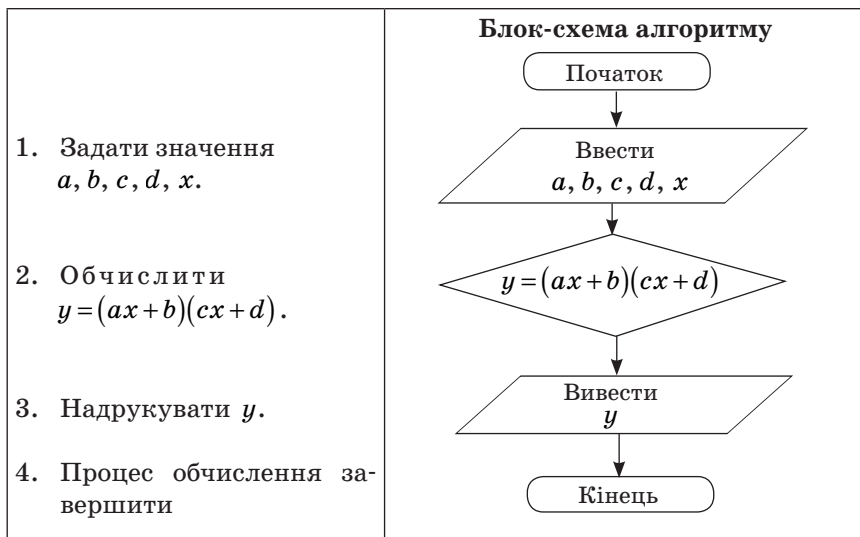 1. Задати значення
a, b, c, d, x.
2. Обчислити
y=(ax+b)(cx+d).
3. Надрукувати y.
4. Процес обчислення за-
вершити
Блок-схема алгоритму
Початок
Ввести
a, b, c, d, x
y=(ax+b)(cx+d)
Вивести
y
Кінець